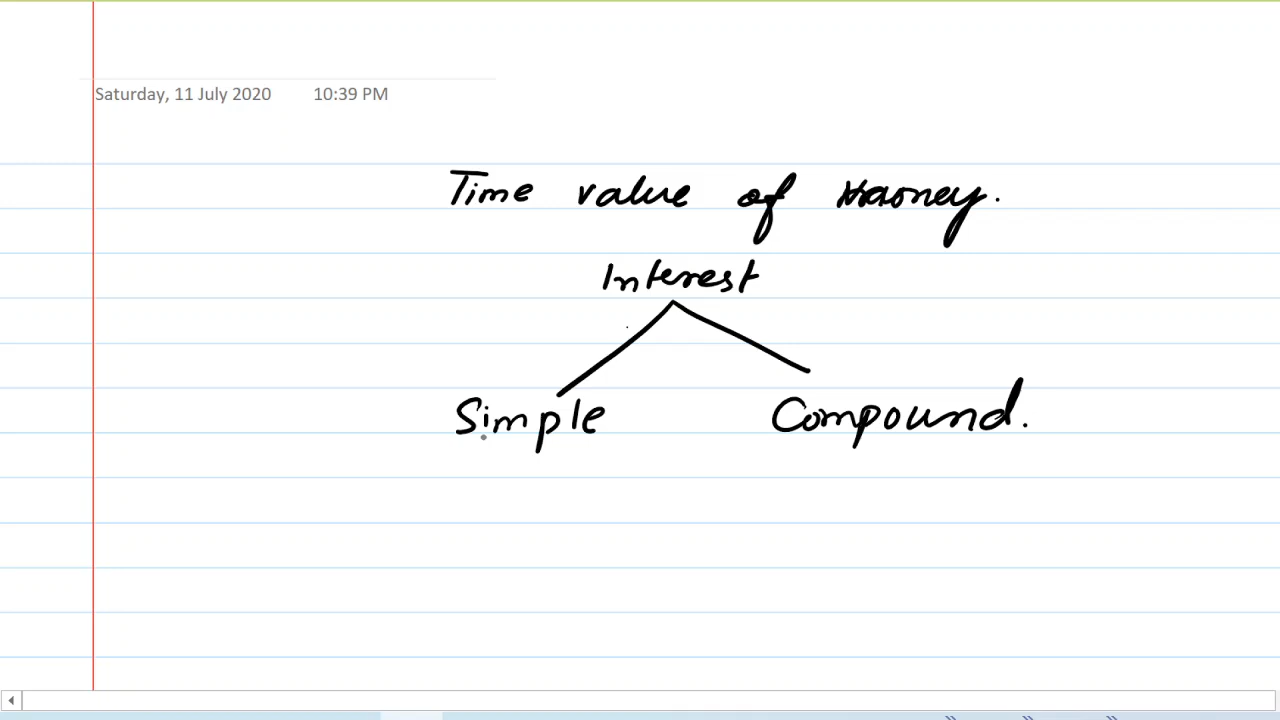 Saturday, 11 July 2020 10:39 PM
Time value of Money.
Interest
Simple Compound.